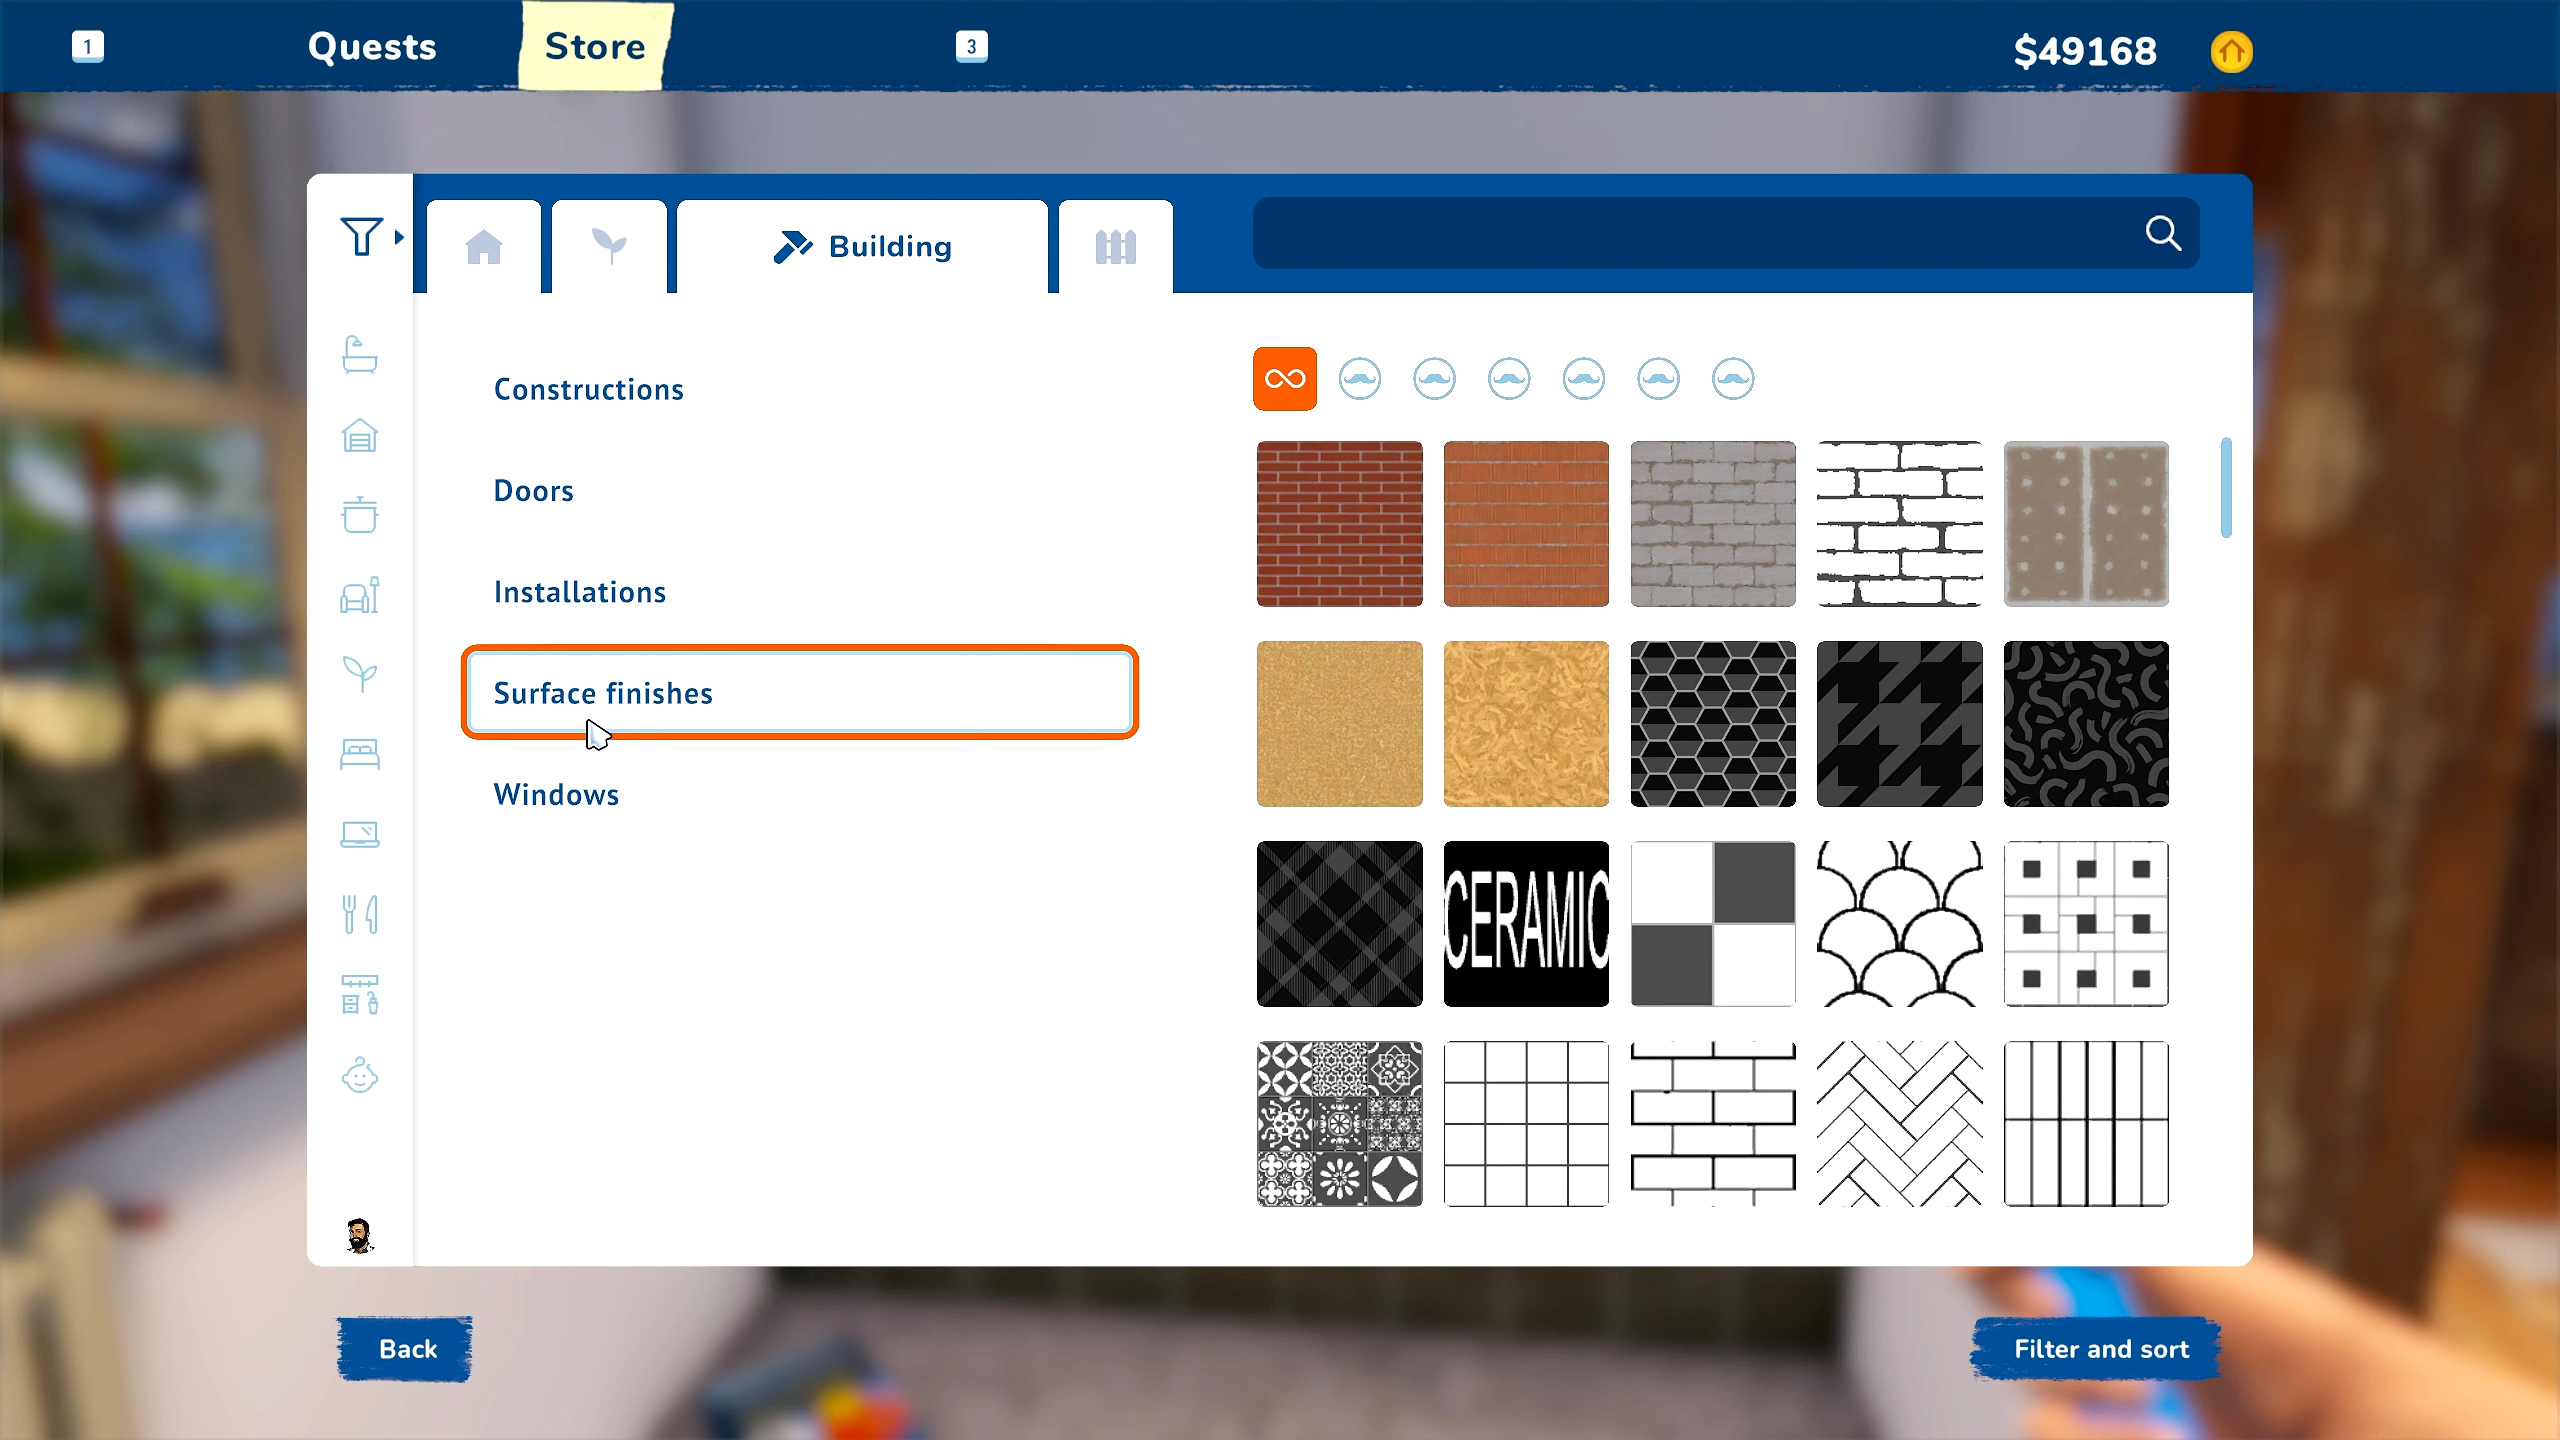 1
Quests
Store
3
$49168
Building
Constructions
Doors
Installations
Surface finishes
Windows
CERAMIC
Back
Filter and sort